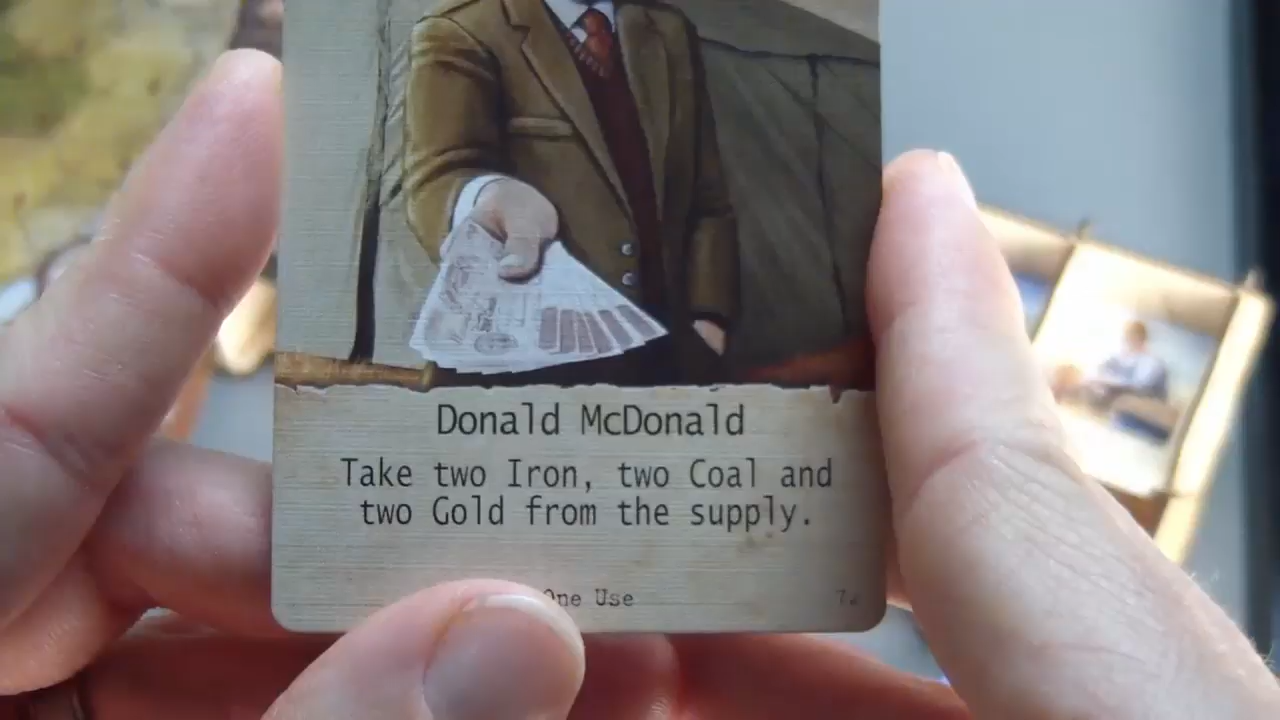 Donald McDonald
Take two Iron, two Coal and
two Gold from the supply.
One Use